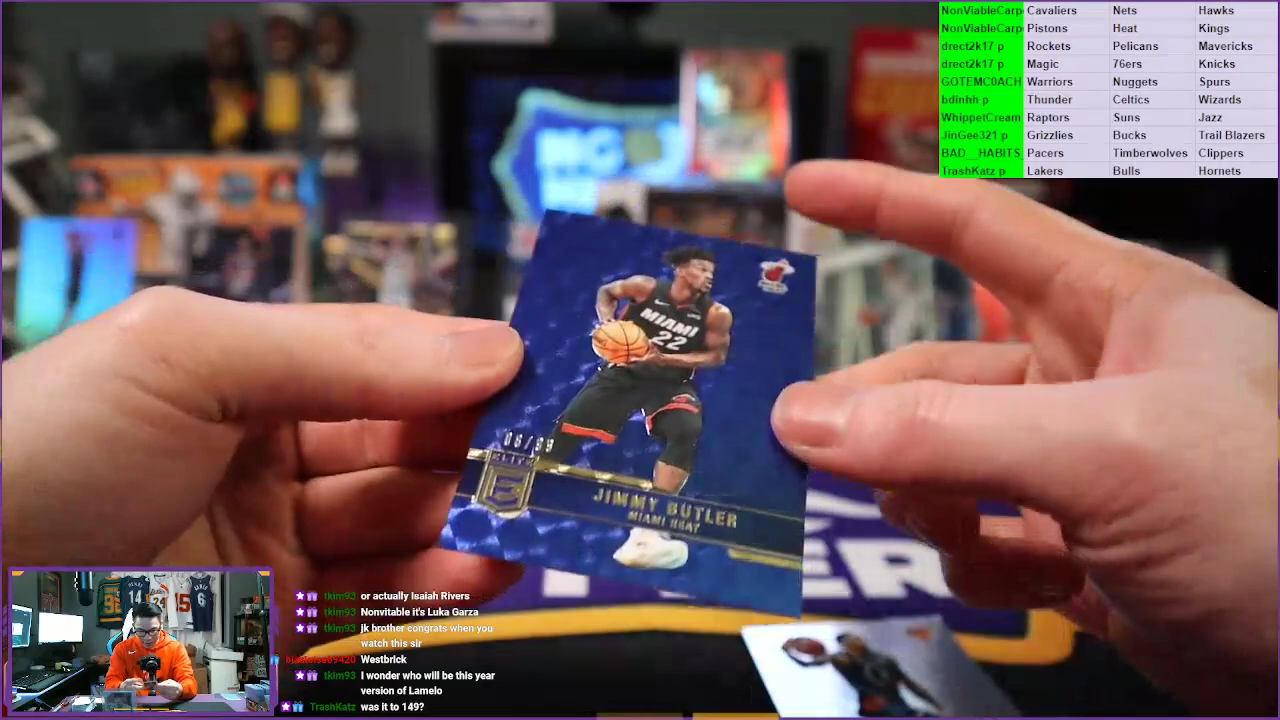 NonViableCarp Cavaliers Nets Hawks
NonViableCarp Pistons Heat Kings
drect2k17 p Rockets Pelicans Mavericks
drect2k17 p Magic 76ers Knicks
GOTEMC0ACH Warriors Nuggets Spurs
bdinhh p Thunder Celtics Wizards
WhippetCream Raptors Suns Jazz
JinGee321 p Grizzlies Bucks Trail Blazers
BAD__HABITS_ Pacers Timberwolves Clippers
TrashKatz p Lakers Bulls Hornets
MIAMI
22
ELITE
JIMMY BUTLER
MIAMI HEAT
tkim93 or actually Isaiah Rivers
tkim93 Nonvitable it's Luka Garza
tkim93 jk brother congrats when you
watch this sir
Westbrick
tkim93 I wonder who will be this year
version of Lamelo
TrashKatz was it to 149?